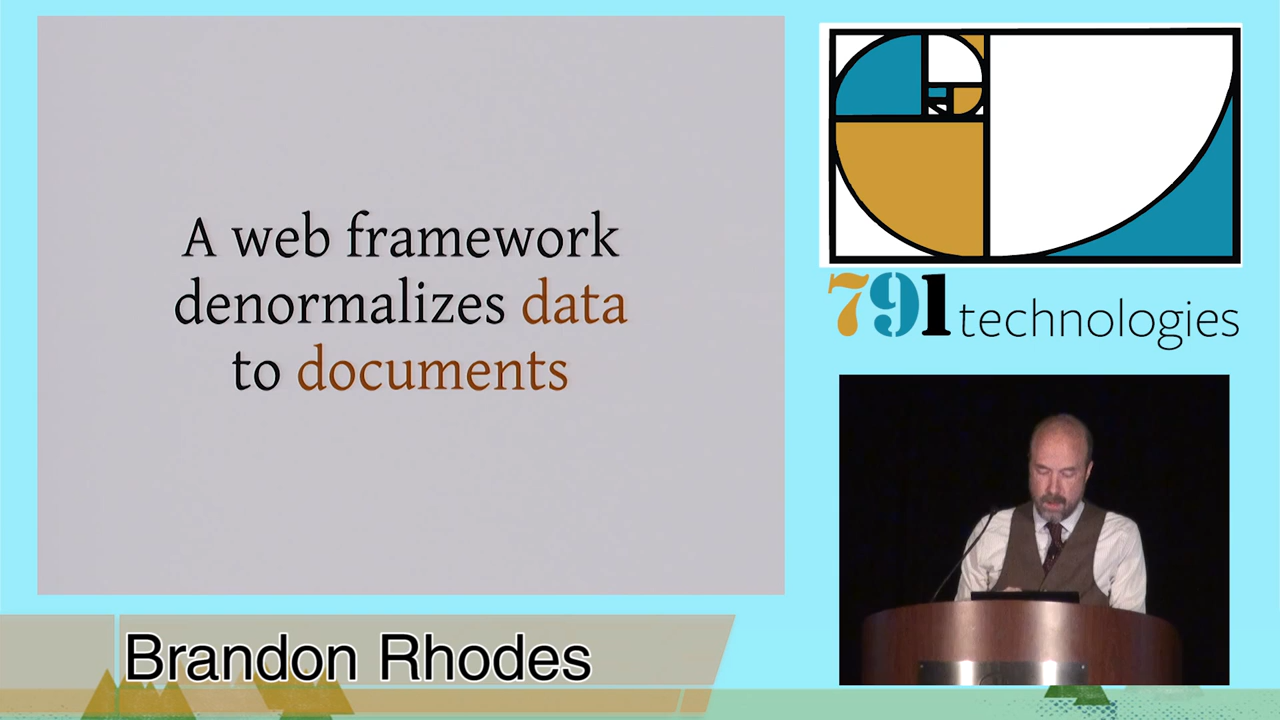 A web framework
denormalizes data
to documents
791 technologies
Brandon Rhodes